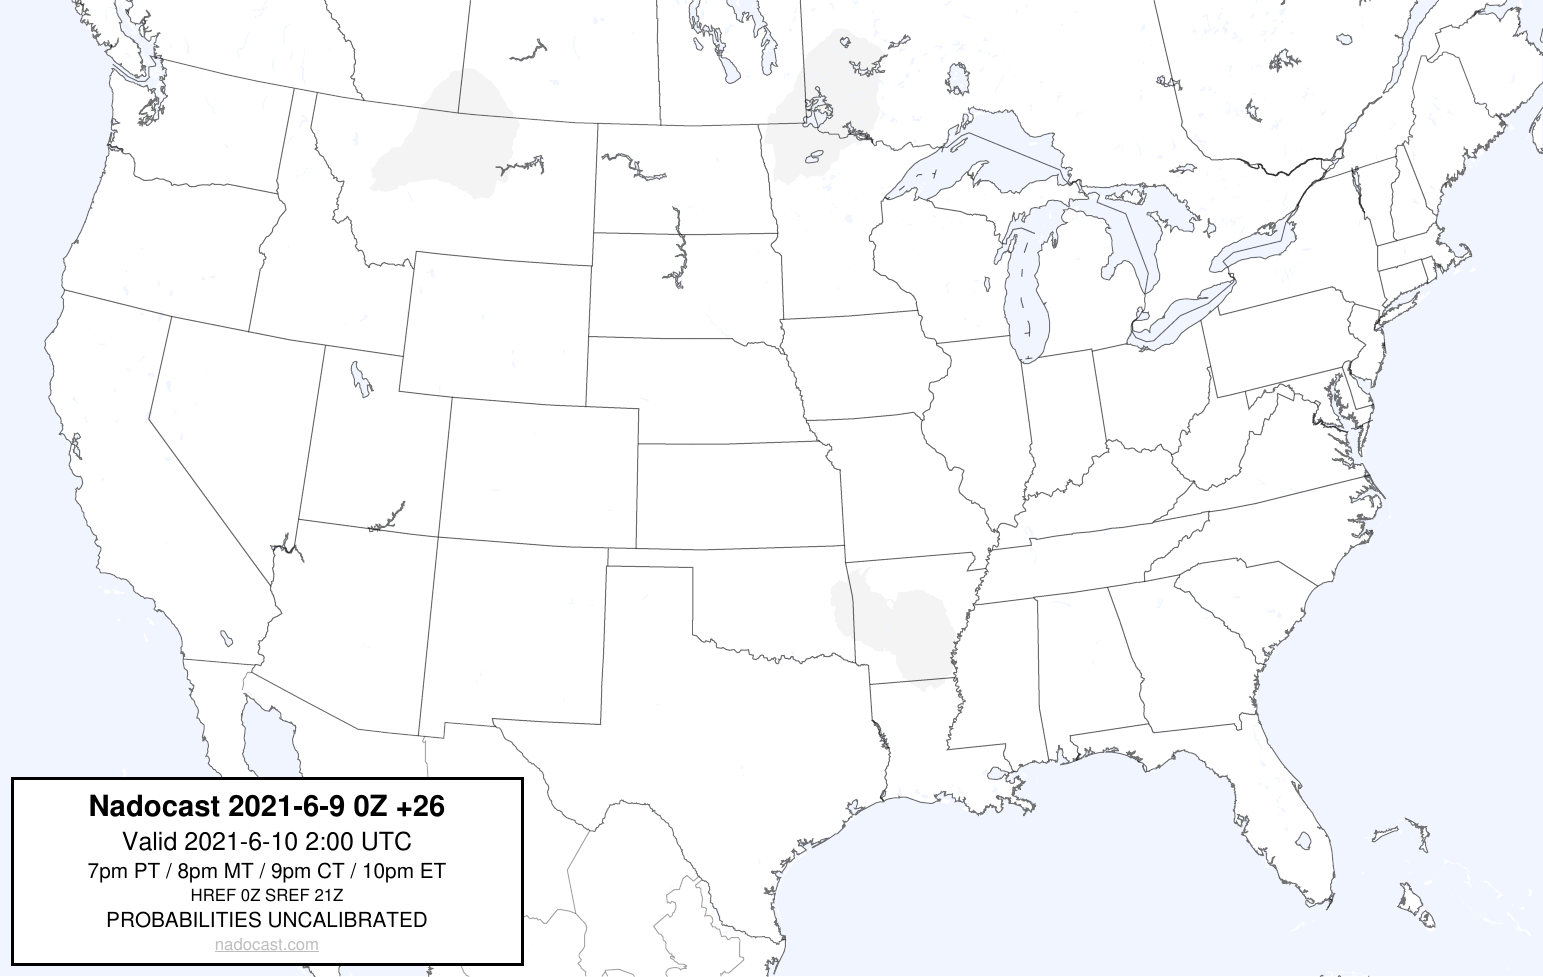 Nadocast 2021-6-9 0Z +26
Valid 2021-6-10 2:00 UTC
7pm PT / 8pm MT / 9pm CT / 10pm ET
HREF 0Z SREF 21Z
PROBABILITIES UNCALIBRATED
nadocast.com